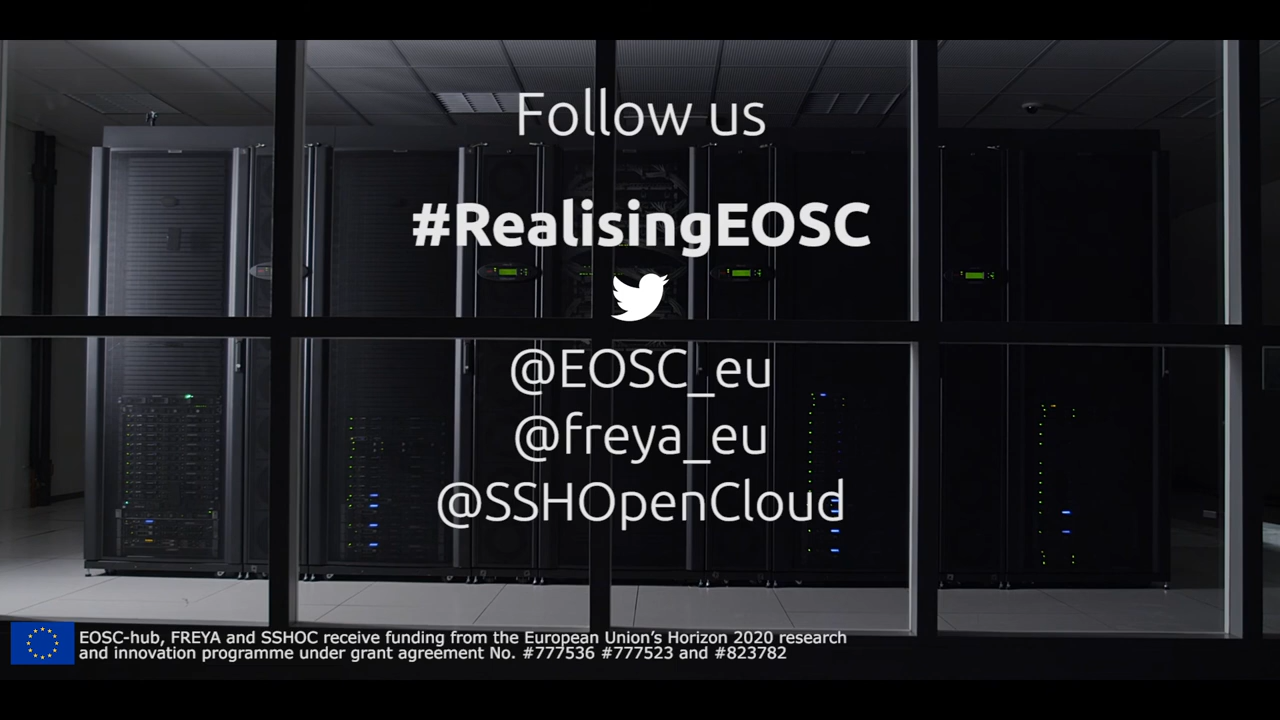 Follow us
#RealisingEOSC
@EOSC_eu
@freya_eu
@SSHOpenCloud
EOSC-hub, FREYA and SSHOC receive funding from the European Union’s Horizon 2020 research
and innovation programme under grant agreement No. #777536 #777523 and #823782